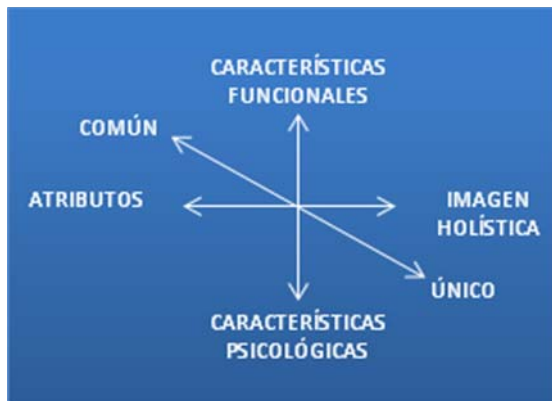 CARACTERÍSTICAS
FUNCIONALES
COMÚN
ATRIBUTOS
IMAGEN
HOLÍSTICA
ÚNICO
CARACTERÍSTICAS
PSICOLÓGICAS